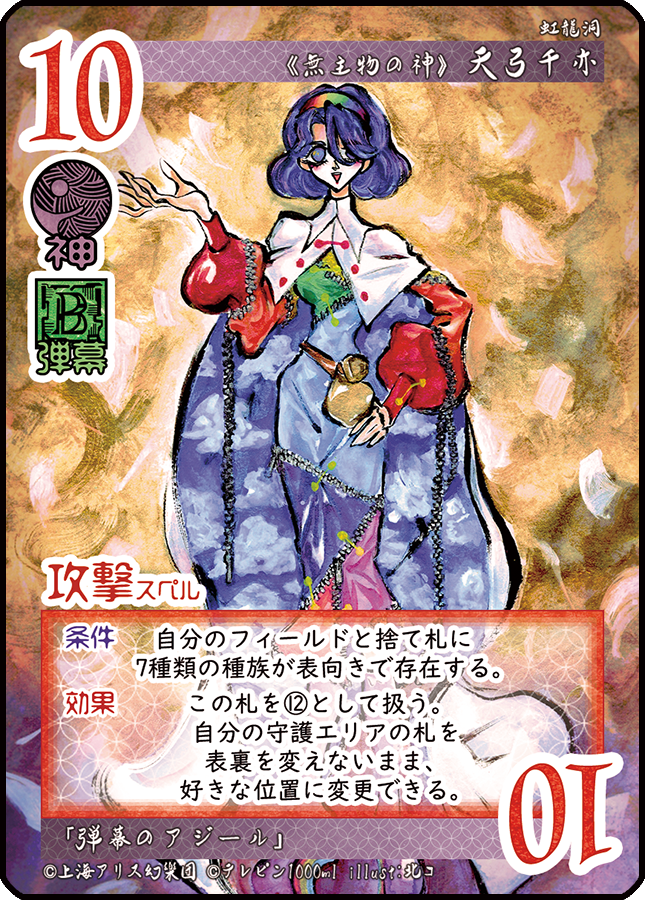 虹龍洞
《無主物の神》 天弓千亦
10
神
B
弾幕
攻撃スペル
条件 自分のフィールドと捨て札に
7種類の種族が表向きで存在する。
効果 この札を⑫として扱う。
自分の守護エリアの札を
表裏を変えないまま、
好きな位置に変更できる。
10
「弾幕のアジール」
©上海アリス幻樂団 ©テレピン1000ml illust:北コ